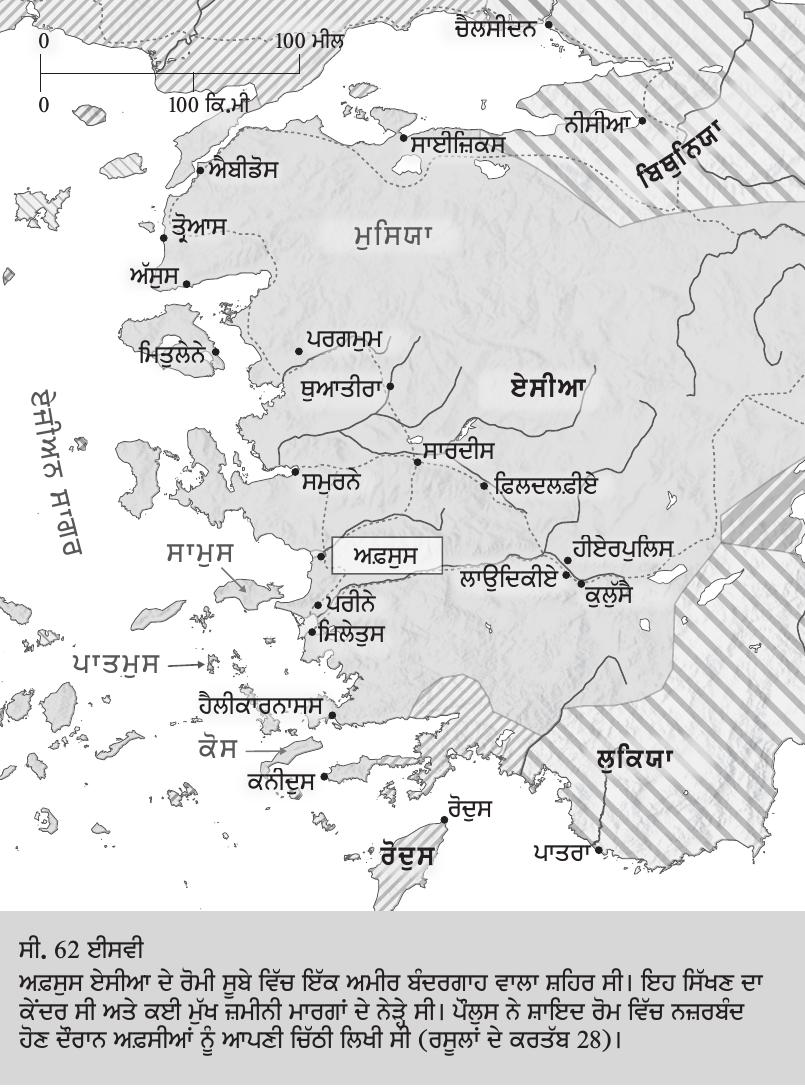 0 100 ਮੀਲ
0 100 ਕਿ.ਮੀ
ਚੈਲਸੀਦਨ
ਨੀਸੀਆ
ਬਿਥੁਨਿਯਾ
ਸਾਈਜ਼ਿਕਸ
ਐਬੀਡੋਸ
ਤ੍ਰੋਆਸ
ਮੁਸਿਯਾ
ਅੱਸੁਸ
ਪਰਗਮੁਮ
ਮਿਤੁਲੇਨੇ
ਥੁਆਤੀਰਾ
ਏਸੀਆ
ਏਜੀਅਨ ਸਾਗਰ
ਸਾਰਦੀਸ
ਸਮੁਰਨੇ
ਫ਼ਿਲਦਲਫ਼ੀਏ
ਸਾਮੁਸ
ਅਫ਼ਸੁਸ
ਹੀਏਰਪੁਲਿਸ
ਲਾਉਦਿਕੀਏ
ਕੁਲੁੱਸੈ
ਪਰੀਨੇ
ਮਿਲੇਤੁਸ
ਪਾਤਮੁਸ
ਹੈਲੀਕਾਰਨਾਸਸ
ਕੋਸ
ਕਨੀਦੁਸ
ਲੁਕਿਯਾ
ਰੋਦੁਸ
ਰੋਦੁਸ
ਪਾਤਰਾ
ਸੀ. 62 ਈਸਵੀ
ਅਫ਼ਸੁਸ ਏਸੀਆ ਦੇ ਰੋਮੀ ਸੂਬੇ ਵਿੱਚ ਇੱਕ ਅਮੀਰ ਬੰਦਰਗਾਹ ਵਾਲਾ ਸ਼ਹਿਰ ਸੀ। ਇਹ ਸਿੱਖਣ ਦਾ
ਕੇਂਦਰ ਸੀ ਅਤੇ ਕਈ ਮੁੱਖ ਜ਼ਮੀਨੀ ਮਾਰਗਾਂ ਦੇ ਨੇੜ੍ਹੇ ਸੀ। ਪੌਲੁਸ ਨੇ ਸ਼ਾਇਦ ਰੋਮ ਵਿੱਚ ਨਜ਼ਰਬੰਦ
ਹੋਣ ਦੌਰਾਨ ਅਫ਼ਸੀਆਂ ਨੂੰ ਆਪਣੀ ਚਿੱਠੀ ਲਿਖੀ ਸੀ (ਰਸੂਲਾਂ ਦੇ ਕਰਤੱਬ 28)।